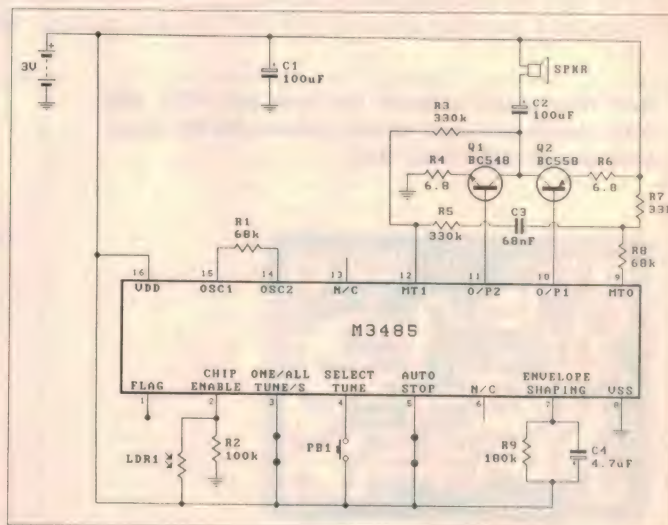 3V
C1
100uF
SPKR
C2
100uF
R3
330k
Q1
BC548
Q2
BC558
R4
6.8
R6
6.8
R7
R5
330k
C3
68nF
R8
68k
R1
68k
16
15
14
13
12
11
10
9
VDD
OSC1
OSC2
N/C
MT1
O/P2
O/P1
MTO
M3485
FLAG
CHIP
ENABLE
ONE/ALL
TUNE/S
SELECT
TUNE
AUTO
STOP
N/C
ENVELOPE
SHAPING
VSS
1
2
3
4
5
6
7
8
LDR1
R2
100k
PB1
R9
180k
C4
4.7uF